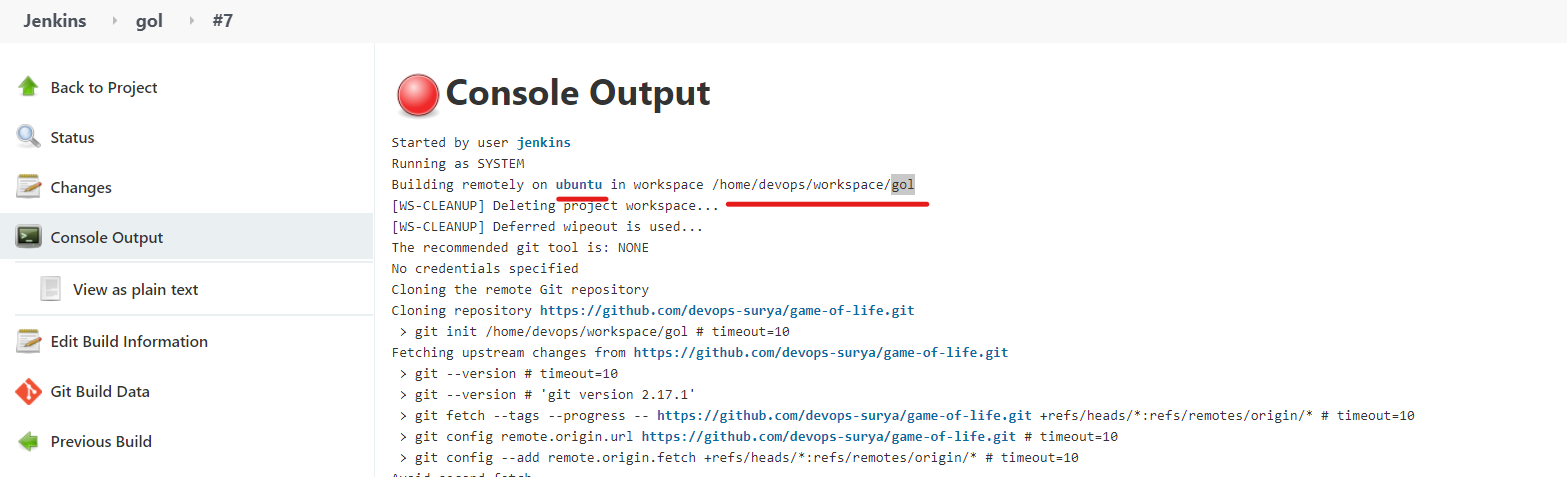 Jenkins gol #7
Back to Project
Status
Changes
Console Output
View as plain text
Edit Build Information
Git Build Data
Previous Build
Console Output
Started by user jenkins
Running as SYSTEM
Building remotely on ubuntu in workspace /home/devops/workspace/gol
[WS-CLEANUP] Deleting project workspace...
[WS-CLEANUP] Deferred wipeout is used...
The recommended git tool is: NONE
No credentials specified
Cloning the remote Git repository
Cloning repository https://github.com/devops-surya/game-of-life.git
> git init /home/devops/workspace/gol # timeout=10
Fetching upstream changes from https://github.com/devops-surya/game-of-life.git
> git --version # timeout=10
> git --version # 'git version 2.17.1'
> git fetch --tags --progress -- https://github.com/devops-surya/game-of-life.git +refs/heads/*:refs/remotes/origin/* # timeout=10
> git config remote.origin.url https://github.com/devops-surya/game-of-life.git # timeout=10
> git config --add remote.origin.fetch +refs/heads/*:refs/remotes/origin/* # timeout=10
Avoid second fetch